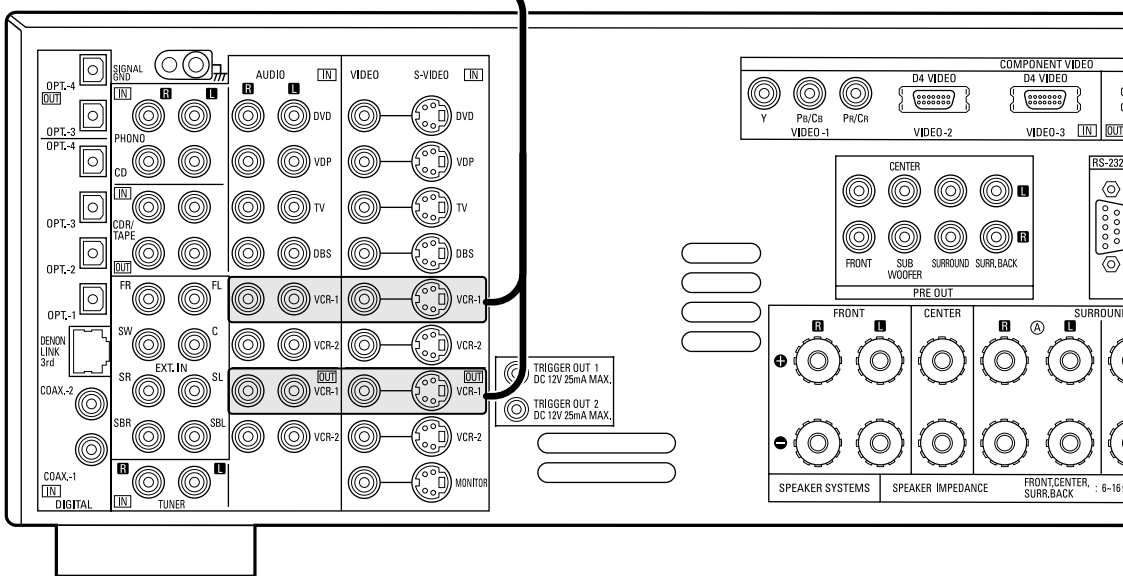 OPT.-4
OUT
OPT.-3
OPT.-4
OPT.-3
OPT.-2
OPT.-1
DENON
LINK
3rd
COAX.-2
COAX.-1
IN
DIGITAL
SIGNAL
GND
IN R L
PHONO
CD
IN
CDR/
TAPE
OUT
FR FL
SW C
EXT. IN
SR SL
SBR SBL
R L
IN TUNER
AUDIO IN
R L
DVD
VDP
TV
DBS
VCR-1
VCR-2
OUT
VCR-1
VCR-2
VIDEO S-VIDEO IN
DVD
VDP
TV
DBS
VCR-1
VCR-2
OUT
VCR-1
VCR-2
MONITOR
TRIGGER OUT 1
DC 12V 25mA MAX.
TRIGGER OUT 2
DC 12V 25mA MAX.
COMPONENT VIDEO
D4 VIDEO D4 VIDEO
Y PB/CB PR/CR
VIDEO-1 VIDEO-2 VIDEO-3 IN OUT
CENTER
L
R
FRONT SUB WOOFER SURROUND SURR. BACK
PRE OUT
RS-232
FRONT CENTER
R L R A L
SPEAKER SYSTEMS SPEAKER IMPEDANCE FRONT,CENTER, : 6~16
SURR.BACK